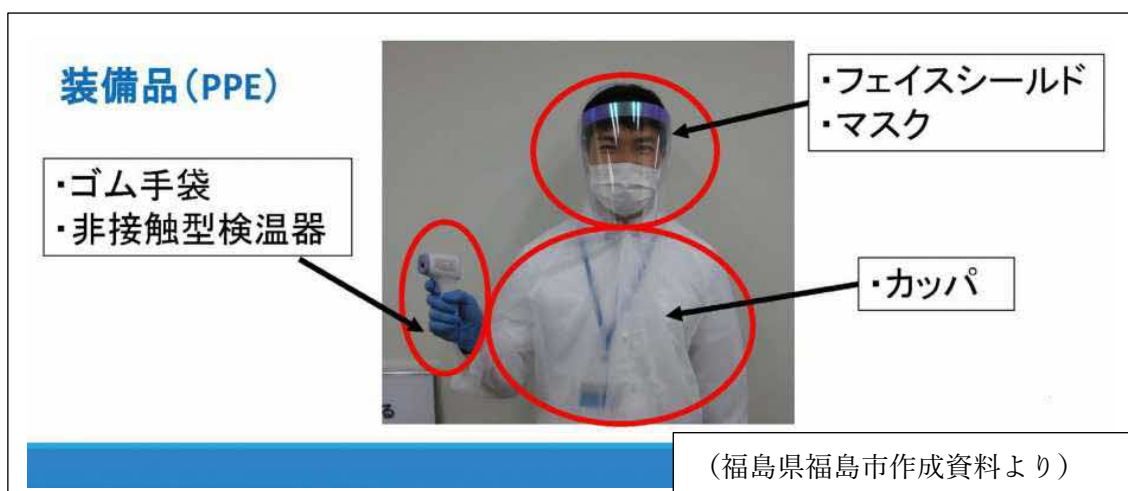 装備品（PPE）
・フェイスシールド
・マスク
・ゴム手袋
・非接触型検温器
・カッパ
る
（福島県福島市作成資料より）